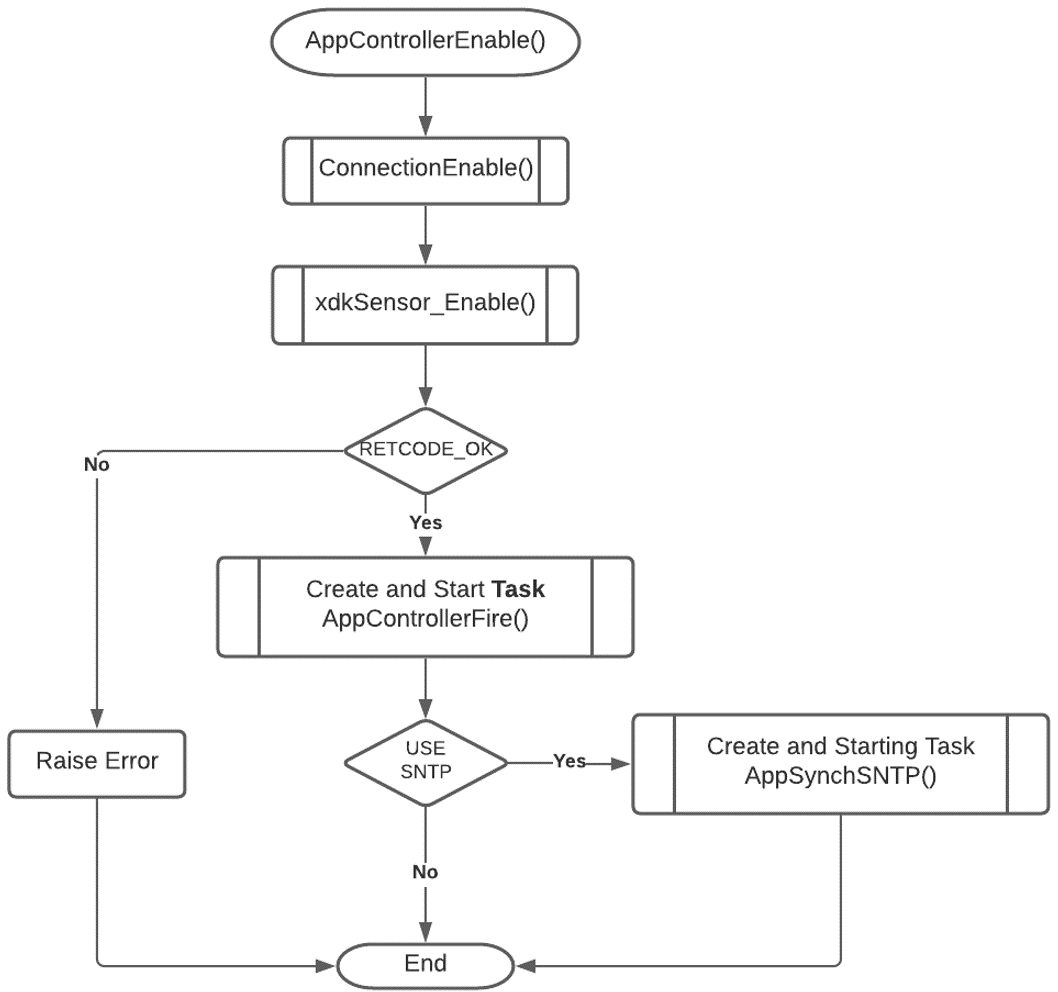 AppControllerEnable()
ConnectionEnable()
xdkSensor_Enable()
RETCODE_OK
No
Yes
Create and Start Task
AppControllerFire()
USE
SNTP
Yes
Create and Starting Task
AppSynchSNTP()
Raise Error
No
End